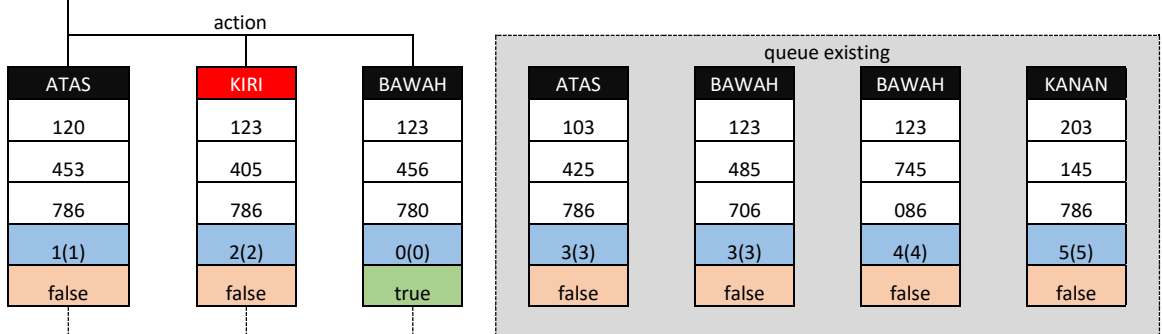 action
queue existing
ATAS KIRI BAWAH ATAS BAWAH BAWAH KANAN
120 123 123 103 123 123 203
453 405 456 425 485 745 145
786 786 780 786 706 086 786
1(1) 2(2) 0(0) 3(3) 3(3) 4(4) 5(5)
false false true false false false false